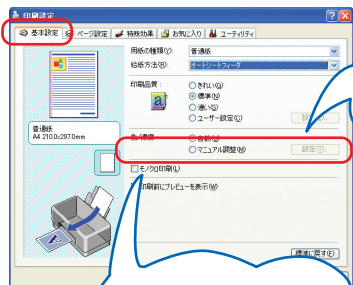 印刷設定
基本設定 ページ設定 特殊効果 お気に入り ユーティリティ
用紙の種類(Y): 普通紙
給紙方法(R): オートシートフィーダ
印刷品質: きれい(G)
標準(N)
速い(S)
ユーザー設定(C)
普通紙
A4 210.0x297.0mm
自動(U)
マニュアル調整(M) 設定(T)...
モノクロ印刷(L)
印刷前にプレビューを表示(W)
標準に戻す(F)